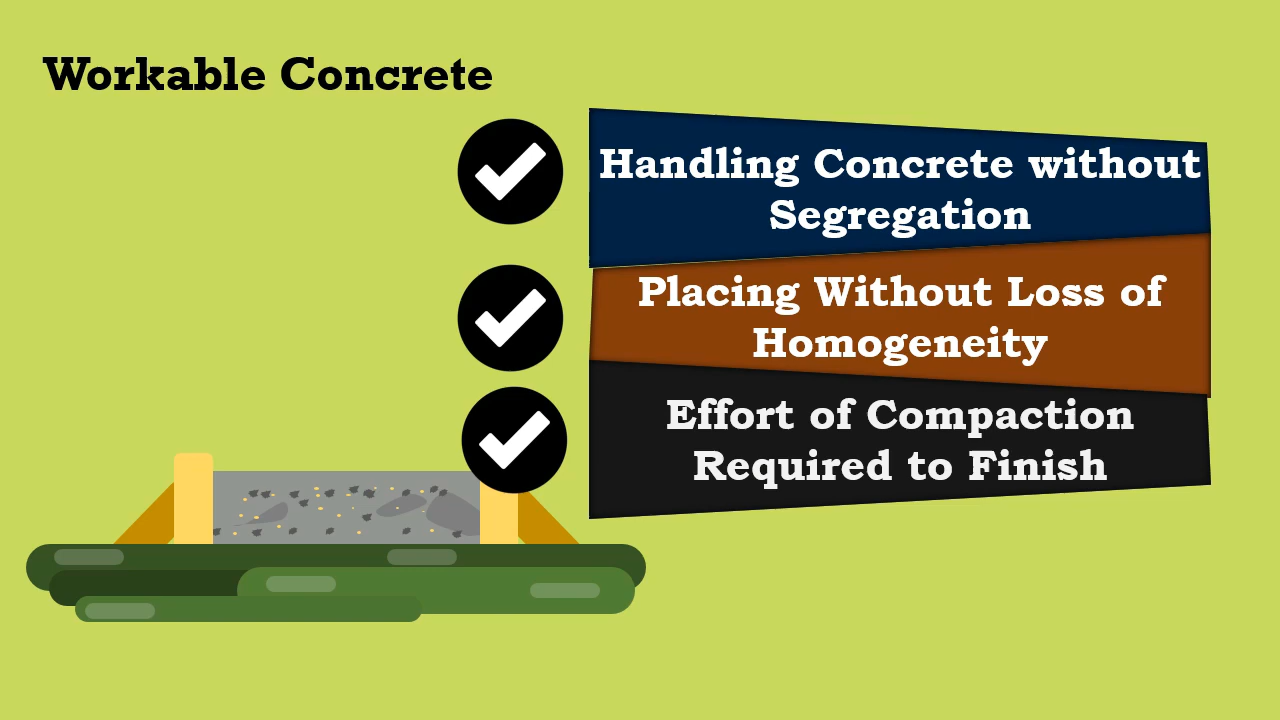 Workable Concrete
Handling Concrete without
Segregation
Placing Without Loss of
Homogeneity
Effort of Compaction
Required to Finish